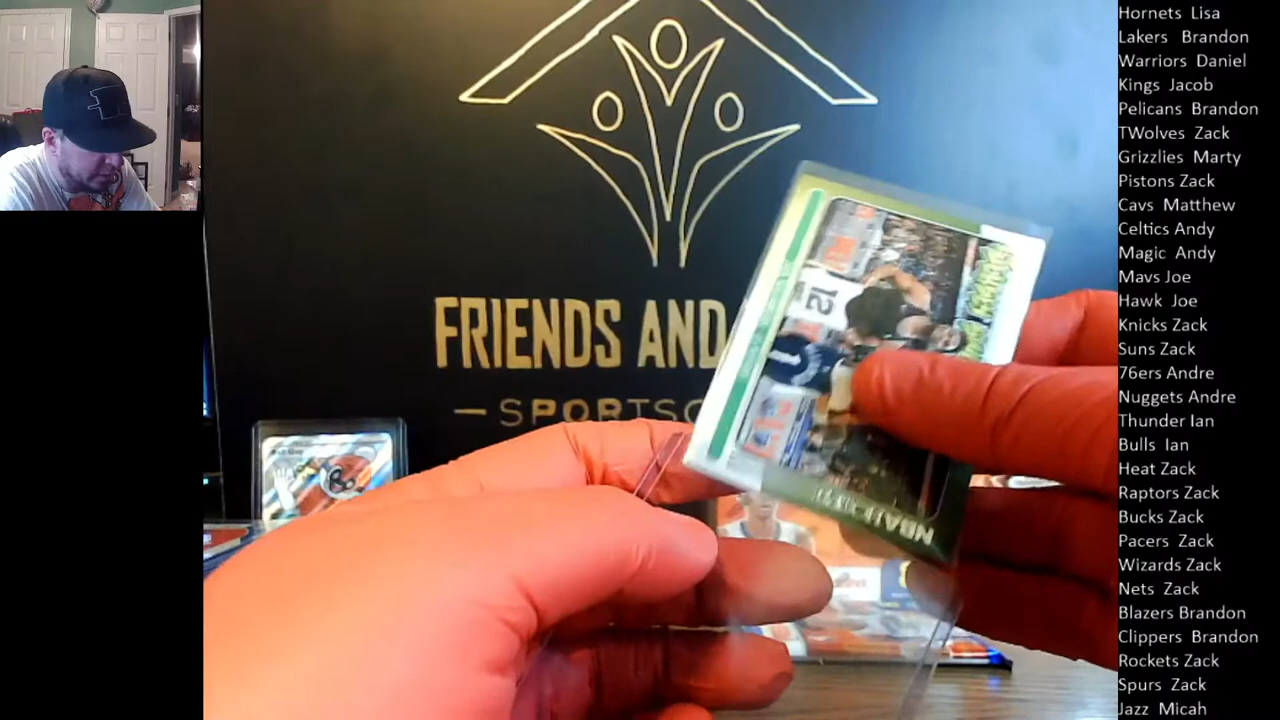 Hornets Lisa
Lakers Brandon
Warriors Daniel
Kings Jacob
Pelicans Brandon
TWolves Zack
Grizzlies Marty
Pistons Zack
Cavs Matthew
Celtics Andy
Magic Andy
Mavs Joe
Hawk Joe
Knicks Zack
Suns Zack
76ers Andre
Nuggets Andre
Thunder Ian
Bulls Ian
Heat Zack
Raptors Zack
Bucks Zack
Pacers Zack
Wizards Zack
Nets Zack
Blazers Brandon
Clippers Brandon
Rockets Zack
Spurs Zack
Jazz Micah
FRIENDS AND
SPORTSC
12
1
NBA